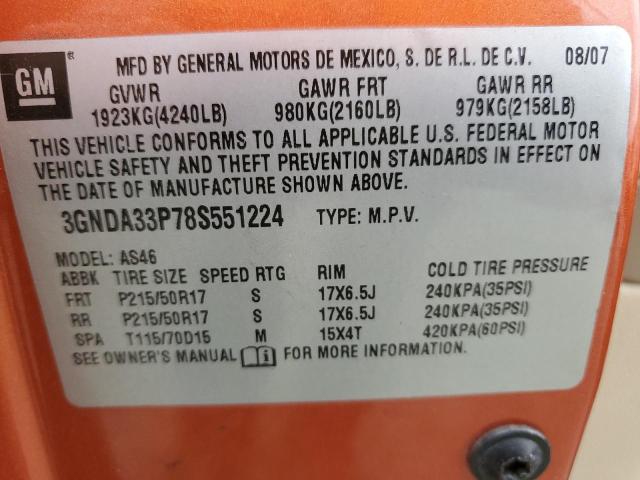 GM ® MFD BY GENERAL MOTORS DE MEXICO, S. DE R.L. DE C.V. 08/07
GVWR GAWR FRT GAWR RR
1923KG(4240LB) 980KG(2160LB) 979KG(2158LB)
THIS VEHICLE CONFORMS TO ALL APPLICABLE U.S. FEDERAL MOTOR
VEHICLE SAFETY AND THEFT PREVENTION STANDARDS IN EFFECT ON
THE DATE OF MANUFACTURE SHOWN ABOVE.
3GNDA33P78S551224 TYPE: M.P.V.
MODEL: AS46
ABBK TIRE SIZE SPEED RTG RIM COLD TIRE PRESSURE
FRT P215/50R17 S 17X6.5J 240KPA(35PSI)
RR P215/50R17 S 17X6.5J 240KPA(35PSI)
SPA T115/70D15 M 15X4T 420KPA(60PSI)
SEE OWNER'S MANUAL FOR MORE INFORMATION.